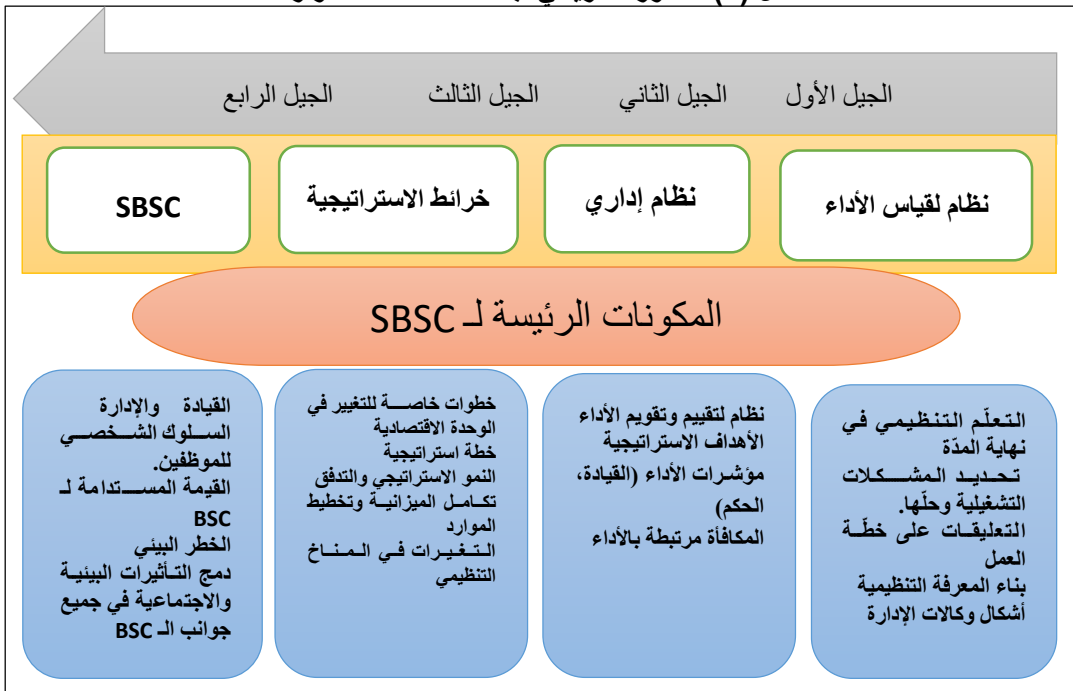 الجيل الأول
الجيل الثاني
الجيل الثالث
الجيل الرابع
نظام لقياس الأداء
نظام إداري
خرائط الاستراتيجية
SBSC
المكونات الرئيسة لـ SBSC
التعلّم التنظيمي في
نهاية المدّة
تحديد المشكلات
التشغيلية وحلّها.
التعليقات على خطّة
العمل
بناء المعرفة التنظيمية
أشكال وكالات الإدارة
نظام لتقييم وتقويم الأداء
الأهداف الاستراتيجية
مؤشرات الأداء (القيادة،
الحكم)
المكافأة مرتبطة بالأداء
خطوات خاصة للتغيير في
الوحدة الاقتصادية
خطة استراتيجية
النمو الاستراتيجي والتدفق
تكامل الميزانية وتخطيط
الموارد
التغيرات في المناخ
التنظيمي
القيادة والإدارة
السلوك الشخصي
للموظفين.
القيمة المستدامة لـ
BSC
الخطر البيئي
دمج التأثيرات البيئية
والاجتماعية في جميع
جوانب الـ BSC